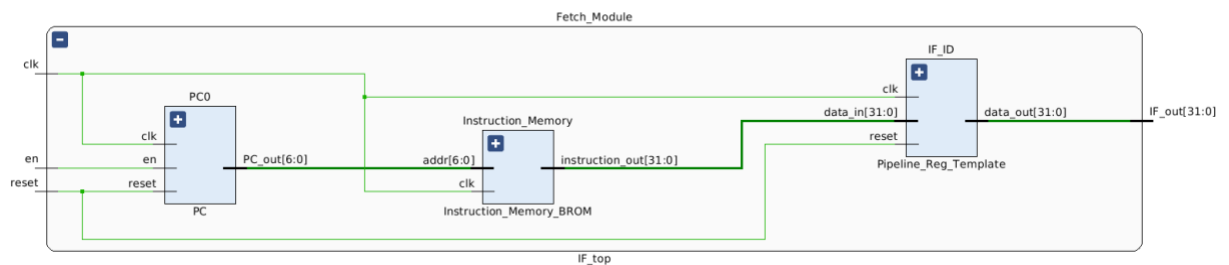 Fetch_Module
clk
en
reset
PC0
clk
en
reset
PC_out[6:0]
PC
Instruction_Memory
addr[6:0]
clk
instruction_out[31:0]
Instruction_Memory_BROM
IF_ID
clk
data_in[31:0]
reset
data_out[31:0]
Pipeline_Reg_Template
IF_out[31:0]
IF_top